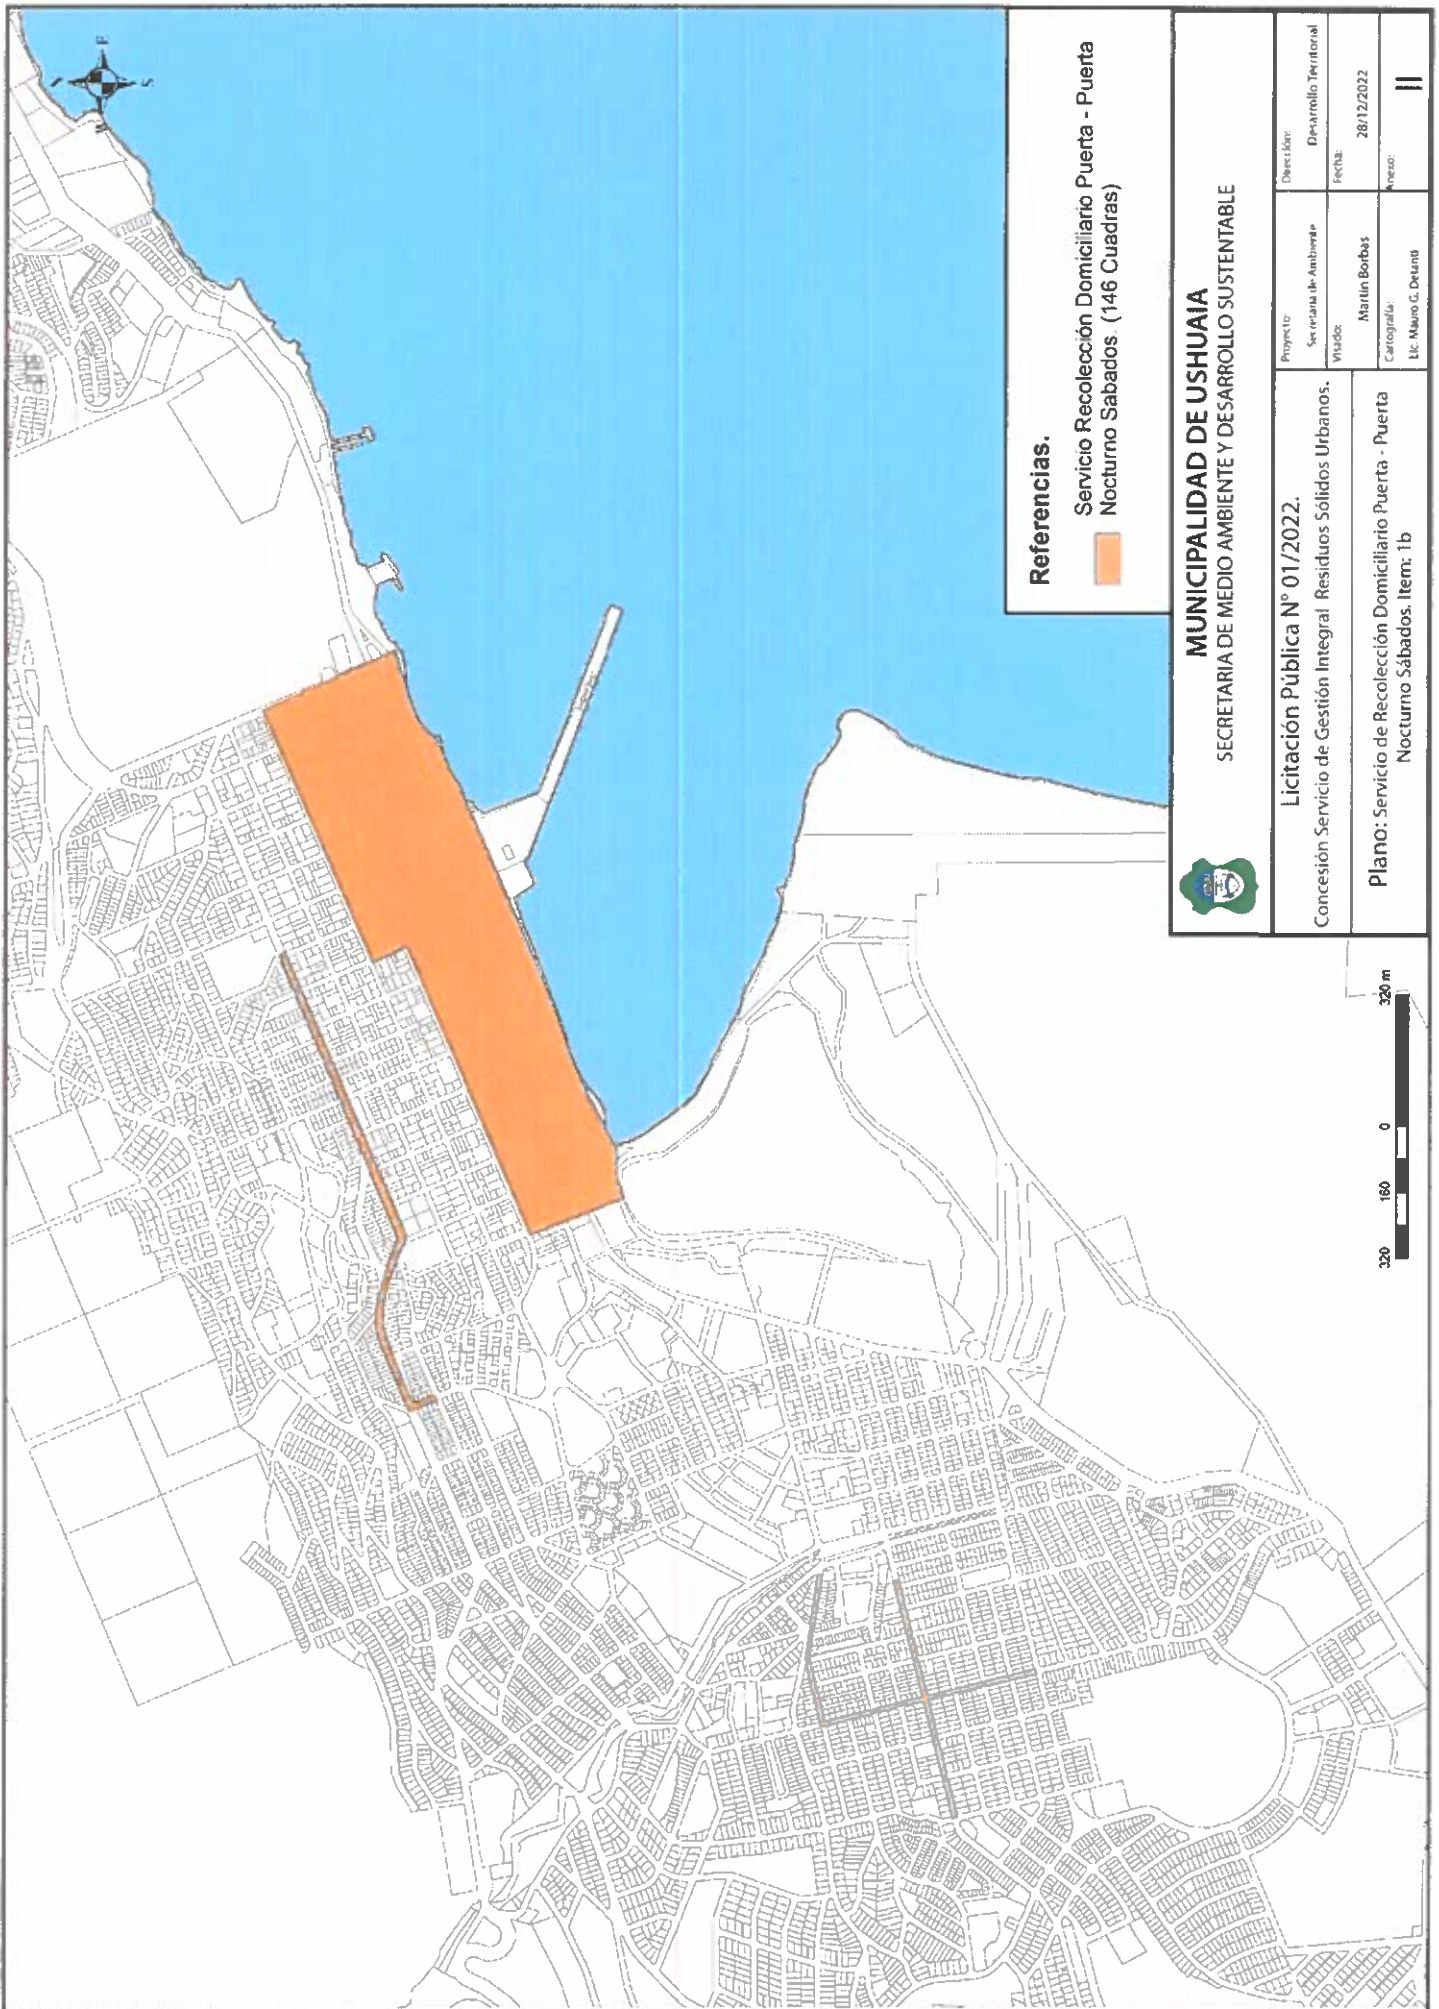 N
E
S
Referencias.
Servicio Recolección Domiciliario Puerta - Puerta
Nocturno Sabados. (146 Cuadras)
MUNICIPALIDAD DE USHUAIA
SECRETARIA DE MEDIO AMBIENTE Y DESARROLLO SUSTENTABLE
Licitación Pública N° 01/2022.
Concesión Servicio de Gestión Integral Residuos Sólidos Urbanos.
Plano: Servicio de Recolección Domiciliario Puerta - Puerta
Nocturno Sábados. Item: 1b
Proyecto:
Secretaria de Ambiente
Dirección:
Desarrollo Territorial
Visado:
Martin Borbas
Fecha:
28/12/2022
Cartografía:
Lic. Mauro G. Detanti
Anexo:
II
320 160 0 320 m